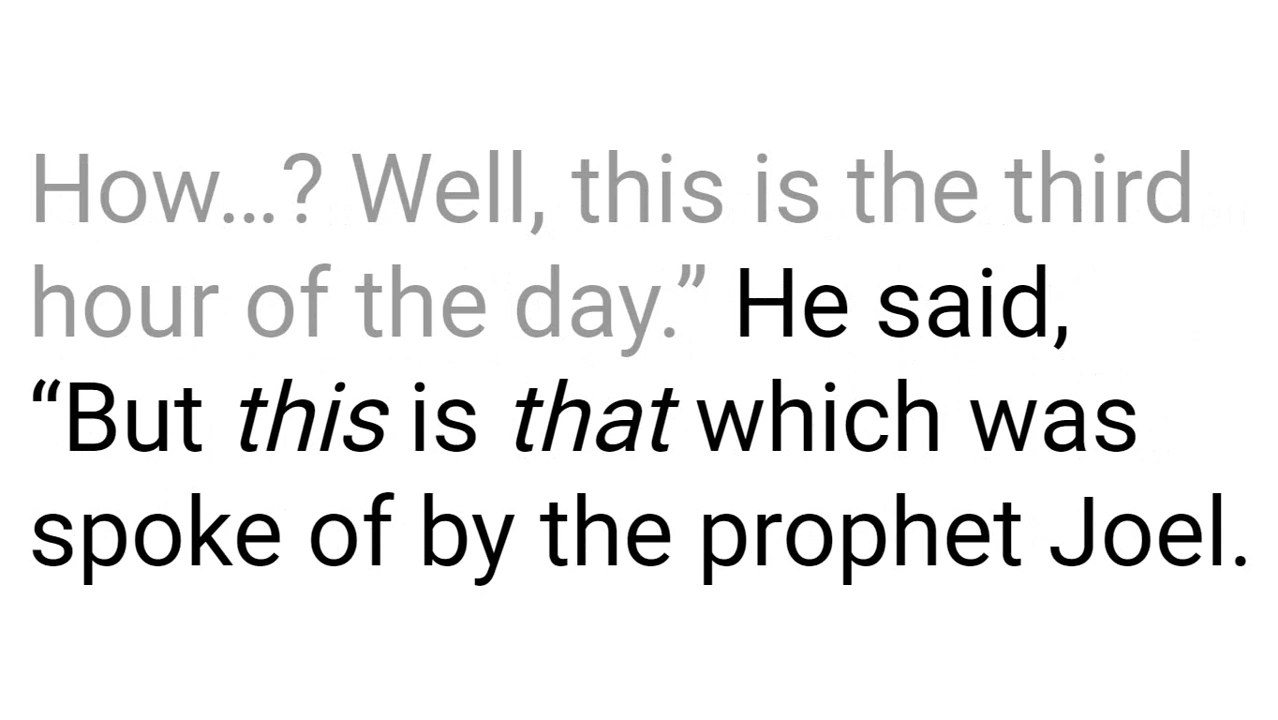 How…? Well, this is the third
hour of the day.” He said,
“But this is that which was
spoke of by the prophet Joel.